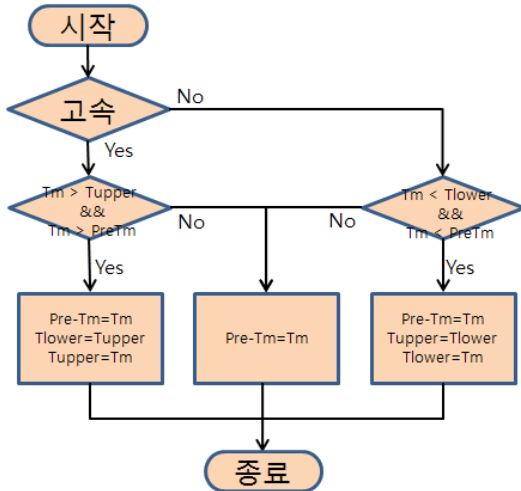 시작
고속
No
Yes
Tm > Tupper
&&
Tm > PreTm
No
No
Tm < Tlower
&&
Tm < PreTm
Yes
Yes
Pre-Tm=Tm
Tlower=Tupper
Tupper=Tm
Pre-Tm=Tm
Pre-Tm=Tm
Tupper=Tlower
Tlower=Tm
종료